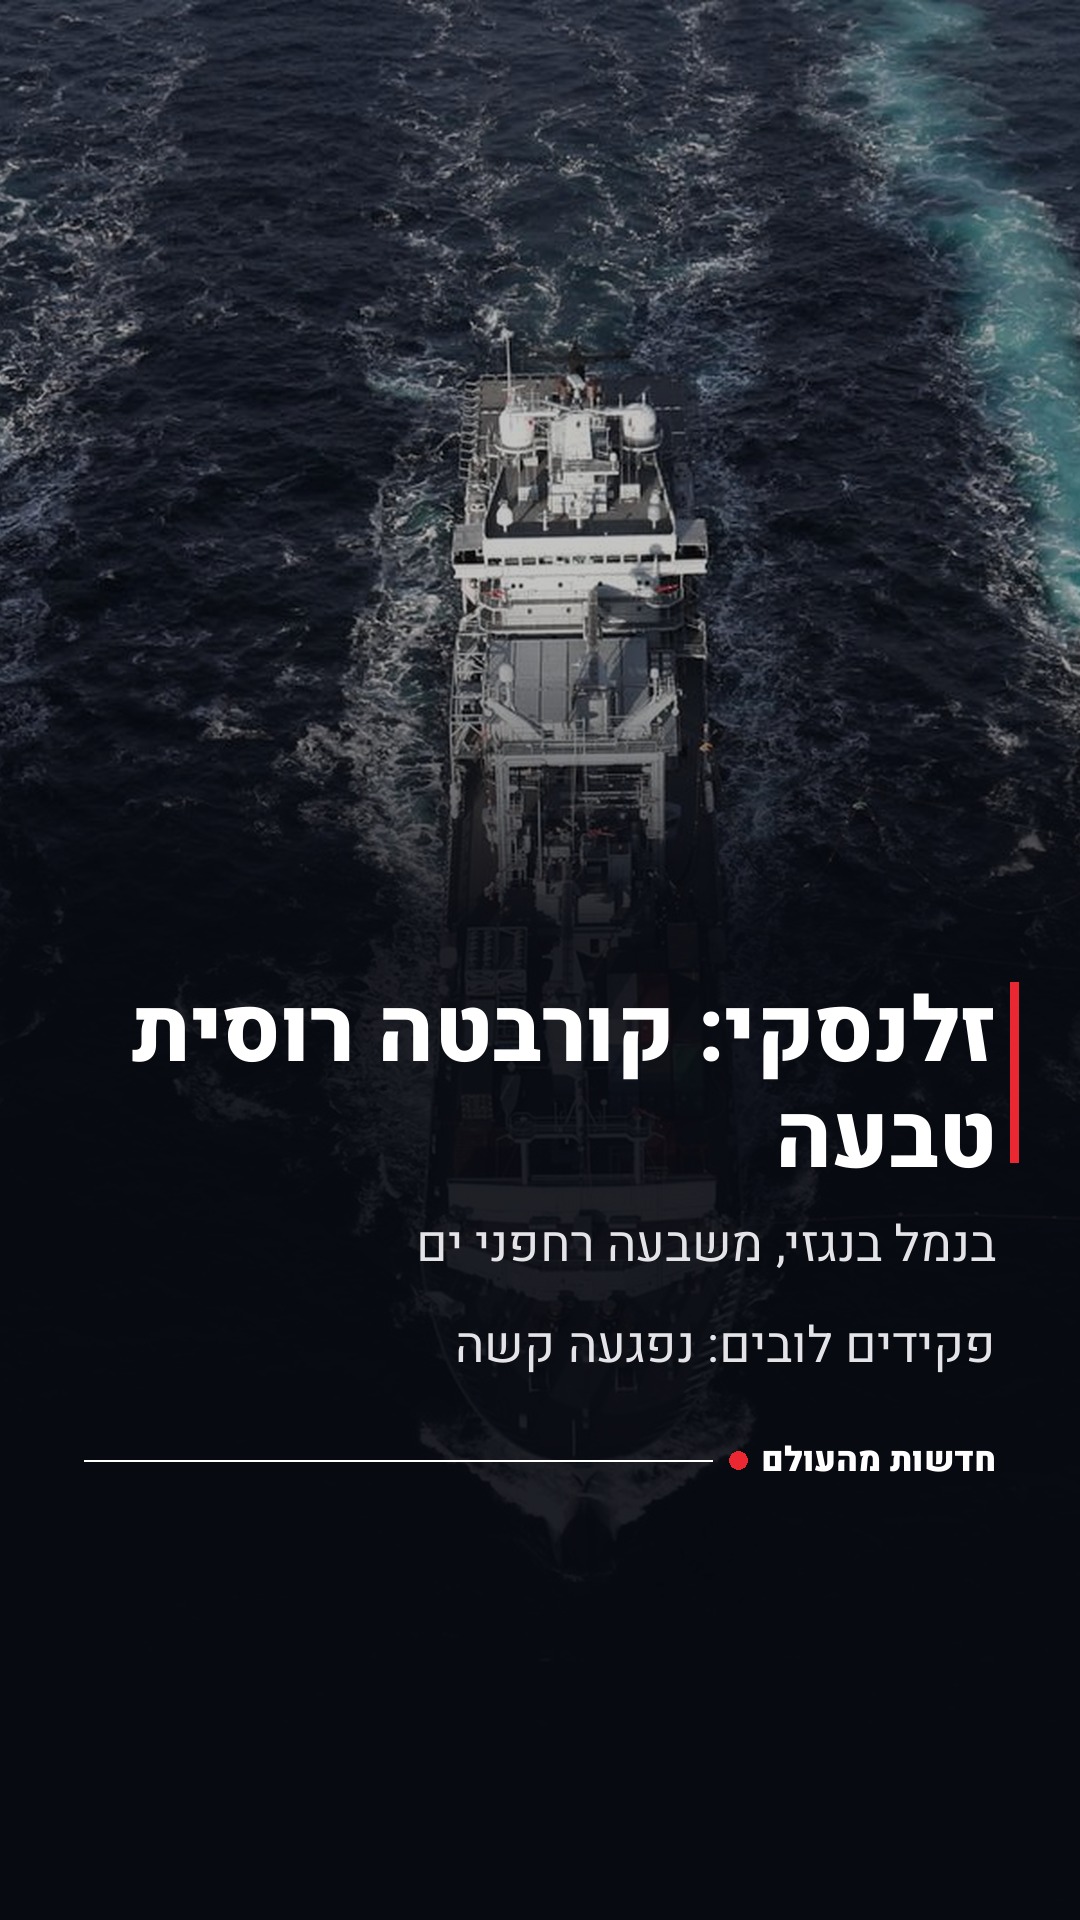 זלנסקי: קורבטה רוסית
טבעה
בנמל בנגזי, משבעה רחפני ים
פקידים לובים: נפגעה קשה
חדשות מהעולם